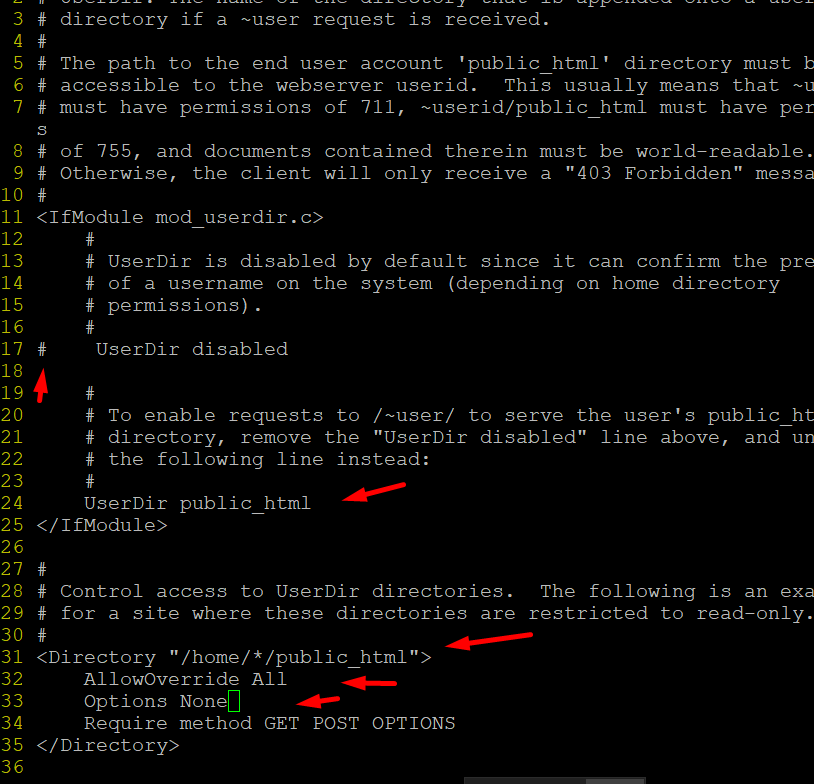 2 # UserDir: The name of the directory that is appended onto a user
3 # directory if a ~user request is received.
4 #
5 # The path to the end user account 'public_html' directory must b
6 # accessible to the webserver userid.  This usually means that ~u
7 # must have permissions of 711, ~userid/public_html must have per
s
8 # of 755, and documents contained therein must be world-readable.
9 # Otherwise, the client will only receive a "403 Forbidden" messa
10 #
11 <IfModule mod_userdir.c>
12     #
13     # UserDir is disabled by default since it can confirm the pre
14     # of a username on the system (depending on home directory
15     # permissions).
16     #
17 #    UserDir disabled
18
19     #
20     # To enable requests to /~user/ to serve the user's public_ht
21     # directory, remove the "UserDir disabled" line above, and un
22     # the following line instead:
23     #
24     UserDir public_html
25 </IfModule>
26
27 #
28 # Control access to UserDir directories.  The following is an exa
29 # for a site where these directories are restricted to read-only.
30 #
31 <Directory "/home/*/public_html">
32     AllowOverride All
33     Options None
34     Require method GET POST OPTIONS
35 </Directory>
36